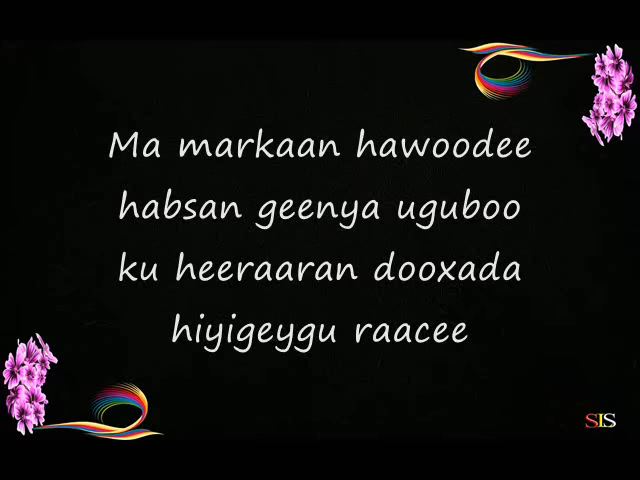 Ma markaan hawoodee
habsan geenya uguboo
ku heeraaran dooxada
hiyigeygu raacee
SIS